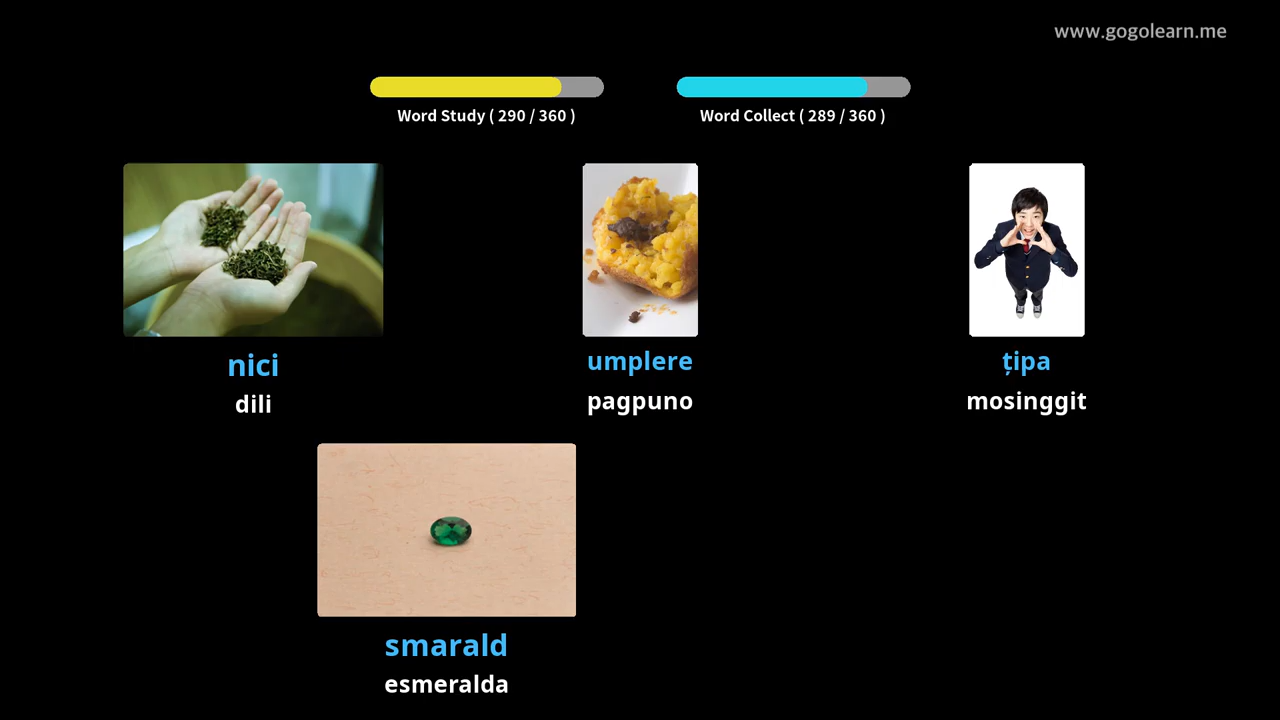 www.gogolearn.me
Word Study ( 290 / 360 )
Word Collect ( 289 / 360 )
nici
dili
umplere
pagpuno
țipa
mosinggit
smarald
esmeralda